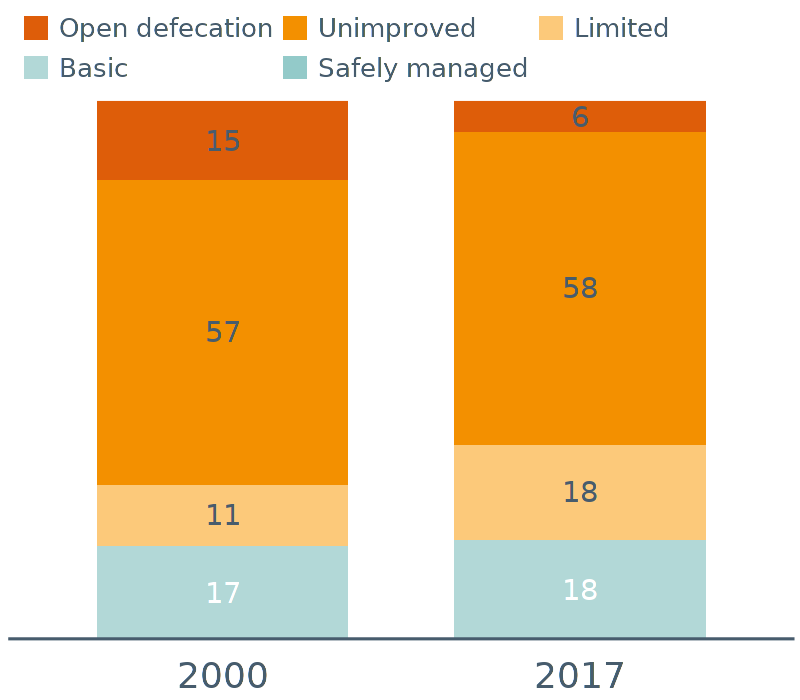 Open defecation Unimproved Limited
Basic Safely managed
15 6
57 58
11 18
17 18
2000 2017